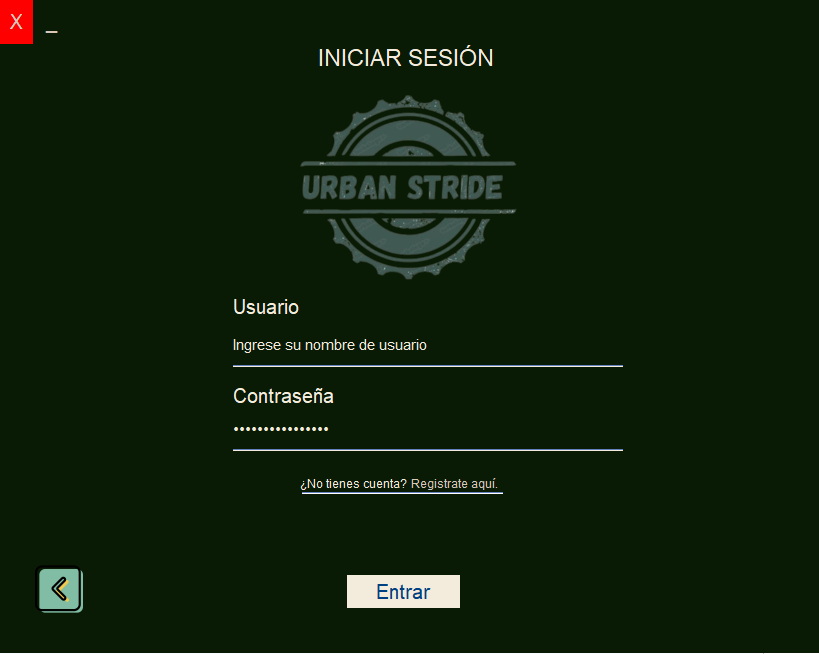 X _
INICIAR SESIÓN
URBAN STRIDE
Usuario
Ingrese su nombre de usuario
Contraseña
••••••••••••••••
¿No tienes cuenta? Registrate aquí.
Entrar